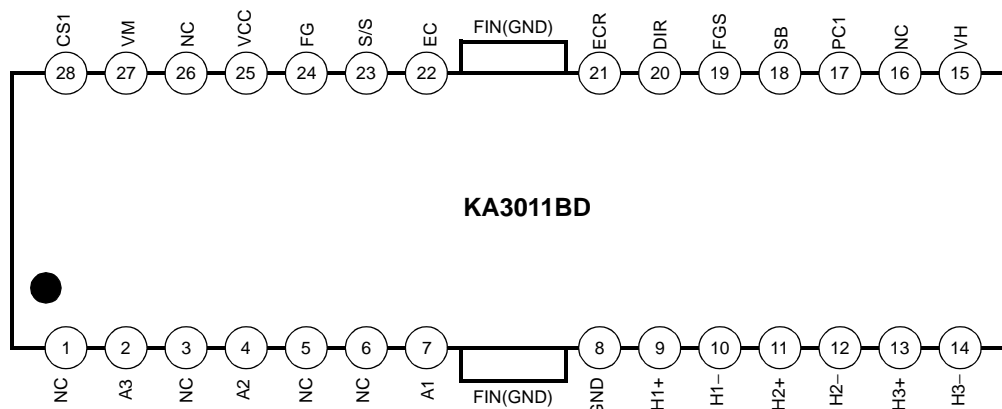 CS1 VM NC VCC FG S/S EC FIN(GND) ECR DIR FGS SB PC1 NC VH
28 27 26 25 24 23 22 21 20 19 18 17 16 15
KA3011BD
1 2 3 4 5 6 7 8 9 10 11 12 13 14
NC A3 NC A2 NC NC A1 FIN(GND) GND H1+ H1− H2+ H2− H3+ H3−